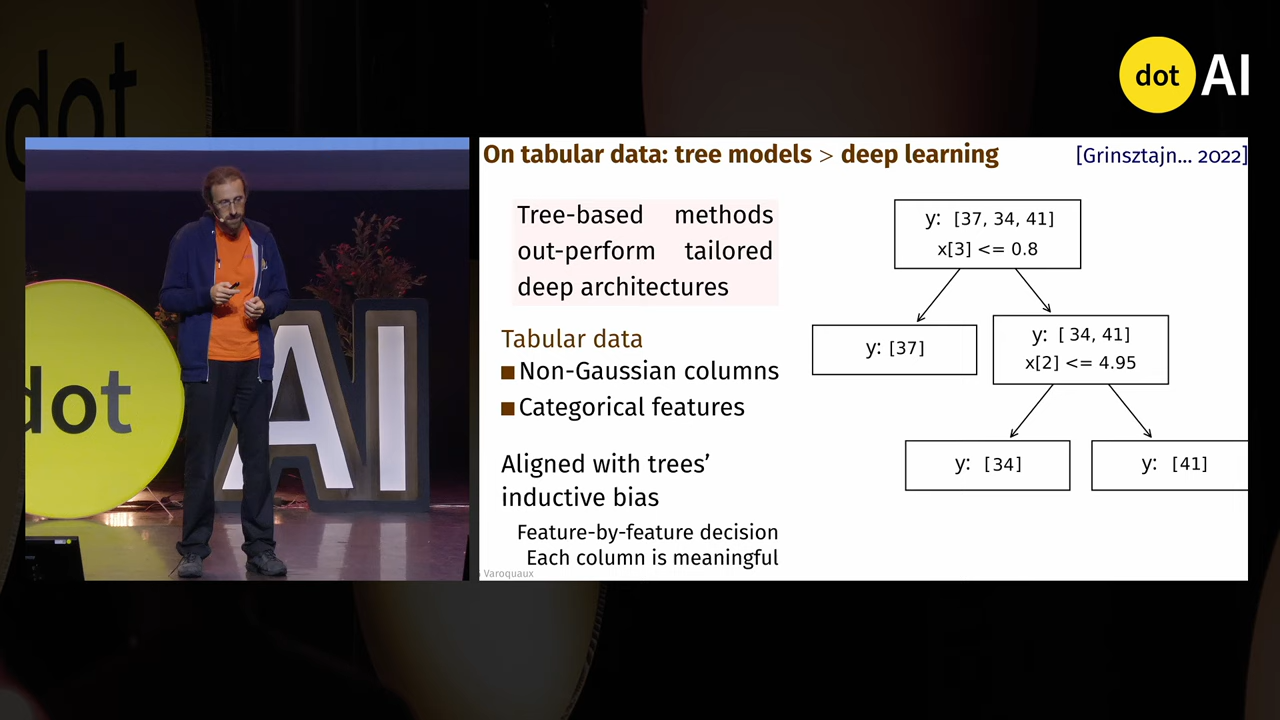 dot
dot AI
dot AI
On tabular data: tree models > deep learning [Grinsztajn... 2022]
Tree-based methods
out-perform tailored
deep architectures
Tabular data
■ Non-Gaussian columns
■ Categorical features
Aligned with trees'
inductive bias
Feature-by-feature decision
Each column is meaningful
Varoquaux
y: [37, 34, 41]
x[3] <= 0.8
y: [37]
y: [ 34, 41]
x[2] <= 4.95
y: [34]
y: [41]